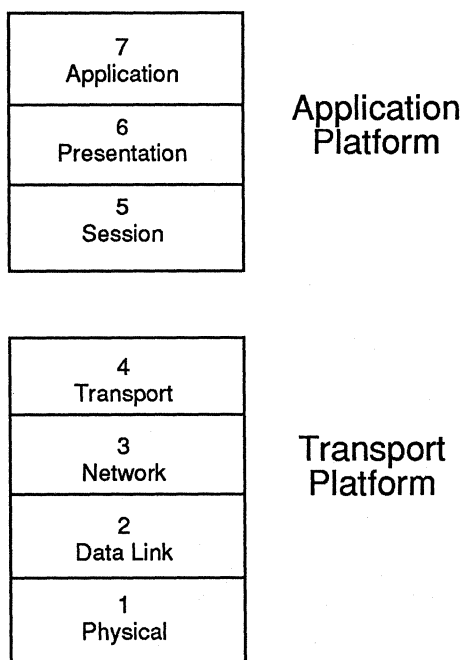 7
Application
6
Presentation
5
Session
Application
Platform
4
Transport
3
Network
2
Data Link
1
Physical
Transport
Platform